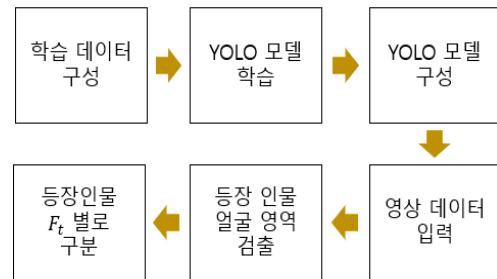 학습 데이터
구성
YOLO 모델
학습
YOLO 모델
구성
영상 데이터
입력
등장 인물
얼굴 영역
검출
등장인물
F_t 별로
구분